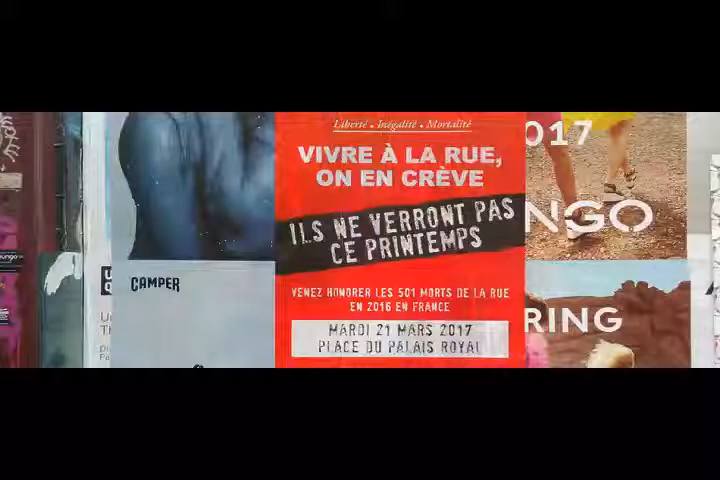 Liberté • Inégalité • Mortalité
VIVRE À LA RUE,
ON EN CRÈVE
ILS NE VERRONT PAS
CE PRINTEMPS
VENEZ HONORER LES 501 MORTS DE LA RUE
EN 2016 EN FRANCE
MARDI 21 MARS 2017
PLACE DU PALAIS ROYAL
CAMPER
017
NGO
RING